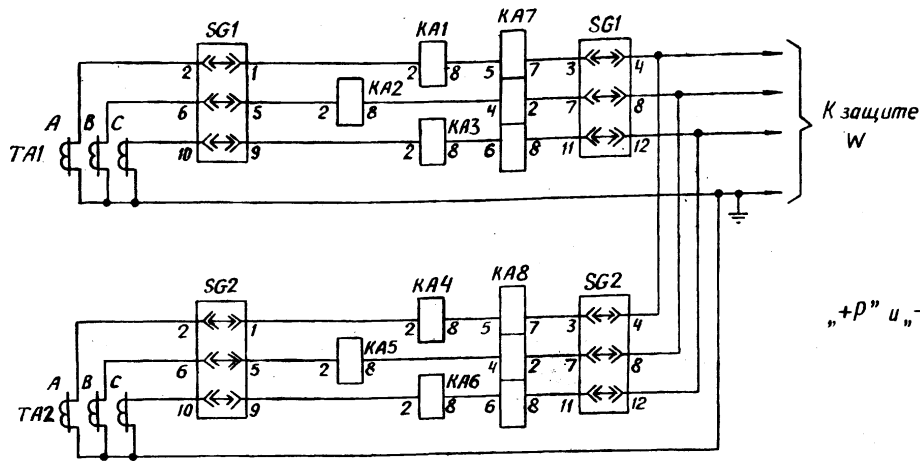 SG1 KA1 KA7 SG1
2 1 2 8 5 7 3 4
KA2
6 5 2 8 4 2 7 8
К защите
W
A B C
KA3
TA1
10 9 2 8 6 8 11 12
SG2 KA4 KA8 SG2
2 1 2 8 5 7 3 4
„+P” и „-
KA5
6 5 2 8 4 2 7 8
A B C
KA6
TA2
10 9 2 8 6 8 11 12